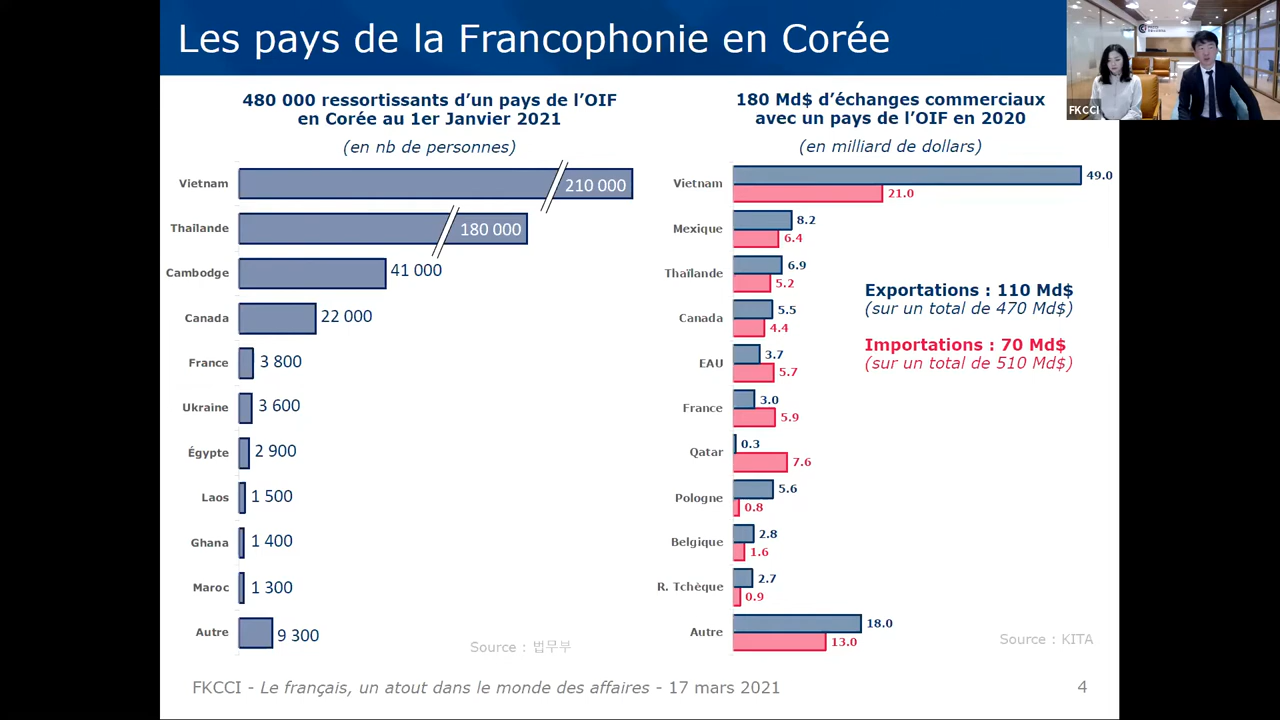 Les pays de la Francophonie en Corée
FKCCI
480 000 ressortissants d’un pays de l’OIF
en Corée au 1er Janvier 2021
(en nb de personnes)
Vietnam
210 000
Thaïlande
180 000
Cambodge
41 000
Canada
22 000
France
3 800
Ukraine
3 600
Égypte
2 900
Laos
1 500
Ghana
1 400
Maroc
1 300
Autre
9 300
Source : 법무부
180 Md$ d’échanges commerciaux
avec un pays de l’OIF en 2020
(en milliard de dollars)
Vietnam
49.0
21.0
Mexique
8.2
6.4
Thaïlande
6.9
5.2
Canada
5.5
4.4
EAU
3.7
5.7
France
3.0
5.9
Qatar
0.3
7.6
Pologne
5.6
0.8
Belgique
2.8
1.6
R. Tchèque
2.7
0.9
Autre
18.0
13.0
Exportations : 110 Md$
(sur un total de 470 Md$)
Importations : 70 Md$
(sur un total de 510 Md$)
Source : KITA
FKCCI - Le français, un atout dans le monde des affaires - 17 mars 2021
4